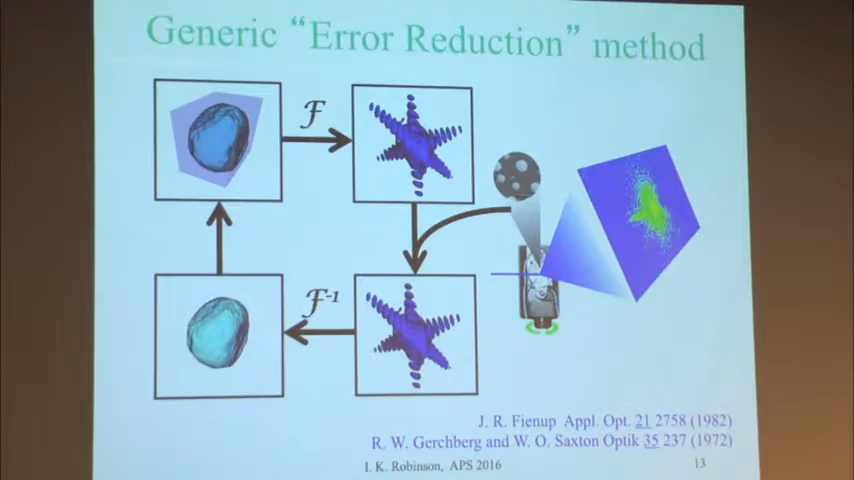 Generic “Error Reduction” method
ℱ
ℱ-1
J. R. Fienup Appl. Opt. 21 2758 (1982)
R. W. Gerchberg and W. O. Saxton Optik 35 237 (1972)
I. K. Robinson, APS 2016
13